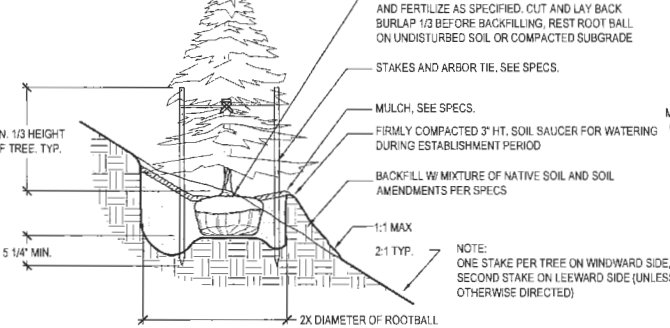 AND FERTILIZE AS SPECIFIED. CUT AND LAY BACK
BURLAP 1/3 BEFORE BACKFILLING, REST ROOT BALL
ON UNDISTURBED SOIL OR COMPACTED SUBGRADE
STAKES AND ARBOR TIE, SEE SPECS.
MULCH, SEE SPECS.
FIRMLY COMPACTED 3" HT, SOIL SAUCER FOR WATERING
DURING ESTABLISHMENT PERIOD
BACKFILL W/ MIXTURE OF NATIVE SOIL AND SOIL
AMENDMENTS PER SPECS
1:1 MAX
2:1 TYP.
NOTE:
ONE STAKE PER TREE ON WINDWARD SIDE,
SECOND STAKE ON LEEWARD SIDE (UNLESS
OTHERWISE DIRECTED)
N. 1/3 HEIGHT
F TREE. TYP.
5 1/4" MIN.
2X DIAMETER OF ROOTBALL
M